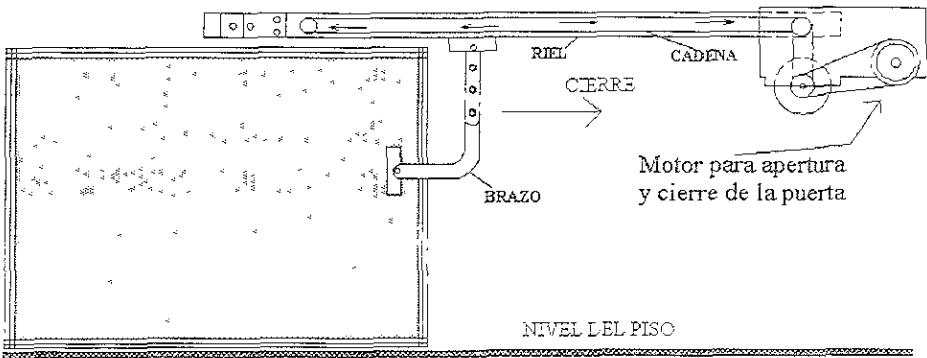 RIEL
CADENA
CIERRE
Motor para apertura
y cierre de la puerta
BRAZO
NIVEL DEL PISO